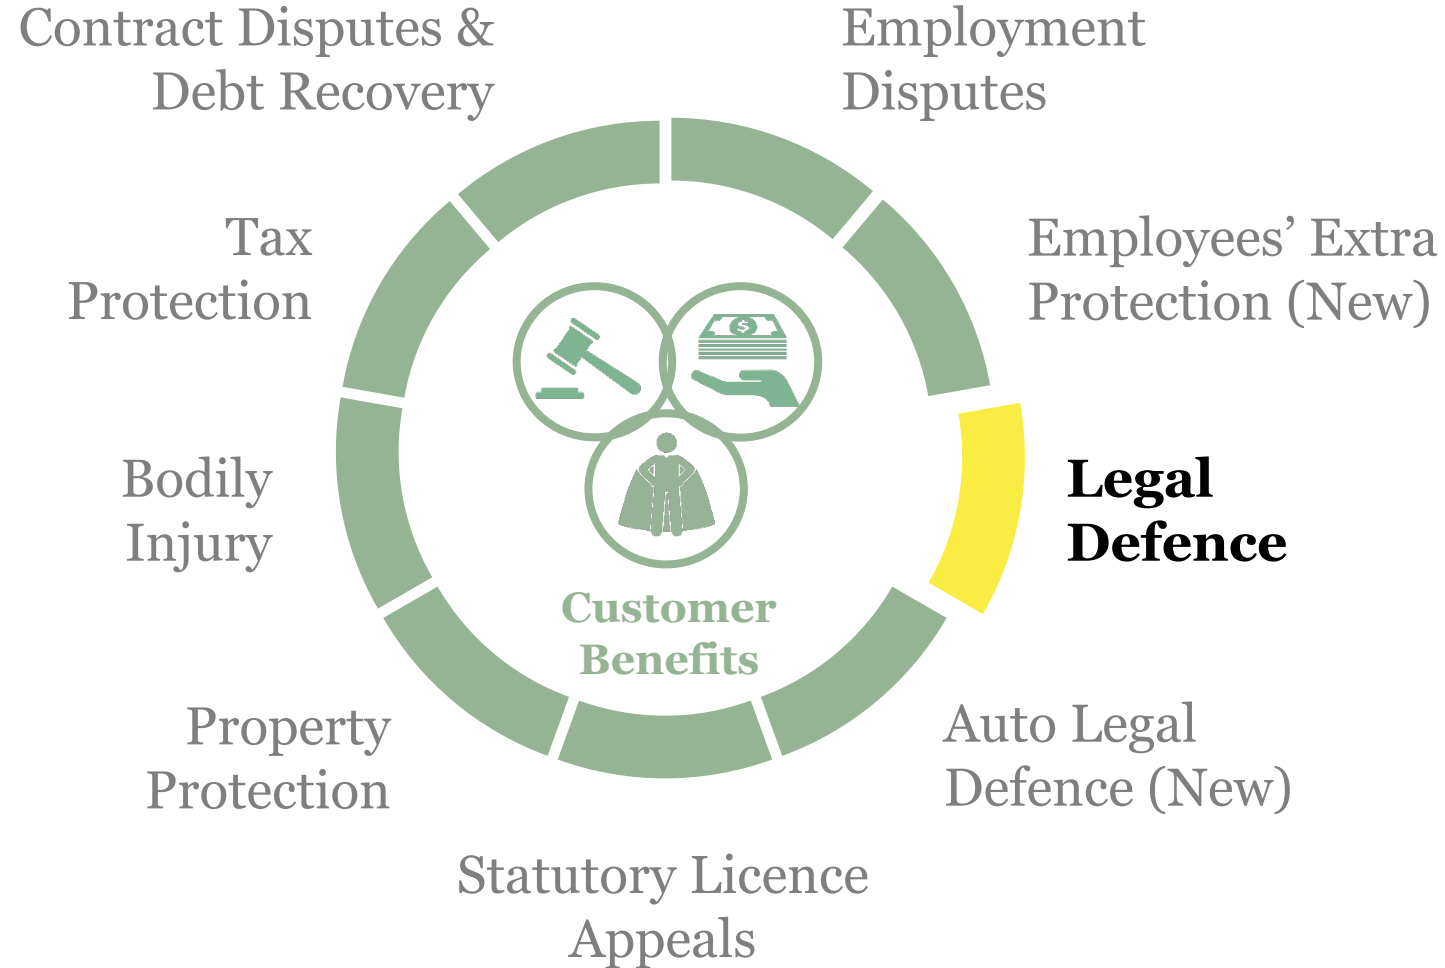 Contract Disputes &
Debt Recovery
Employment
Disputes
Tax
Protection
Employees’ Extra
Protection (New)
Bodily
Injury
Legal
Defence
Customer
Benefits
Property
Protection
Auto Legal
Defence (New)
Statutory Licence
Appeals